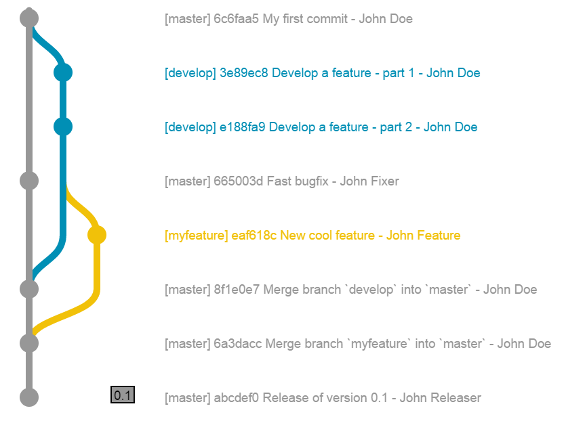 [master] 6c6faa5 My first commit - John Doe
[develop] 3e89ec8 Develop a feature - part 1 - John Doe
[develop] e188fa9 Develop a feature - part 2 - John Doe
[master] 665003d Fast bugfix - John Fixer
[myfeature] eaf618c New cool feature - John Feature
[master] 8f1e0e7 Merge branch `develop` into `master` - John Doe
[master] 6a3dacc Merge branch `myfeature` into `master` - John Doe
0.1 [master] abcdef0 Release of version 0.1 - John Releaser